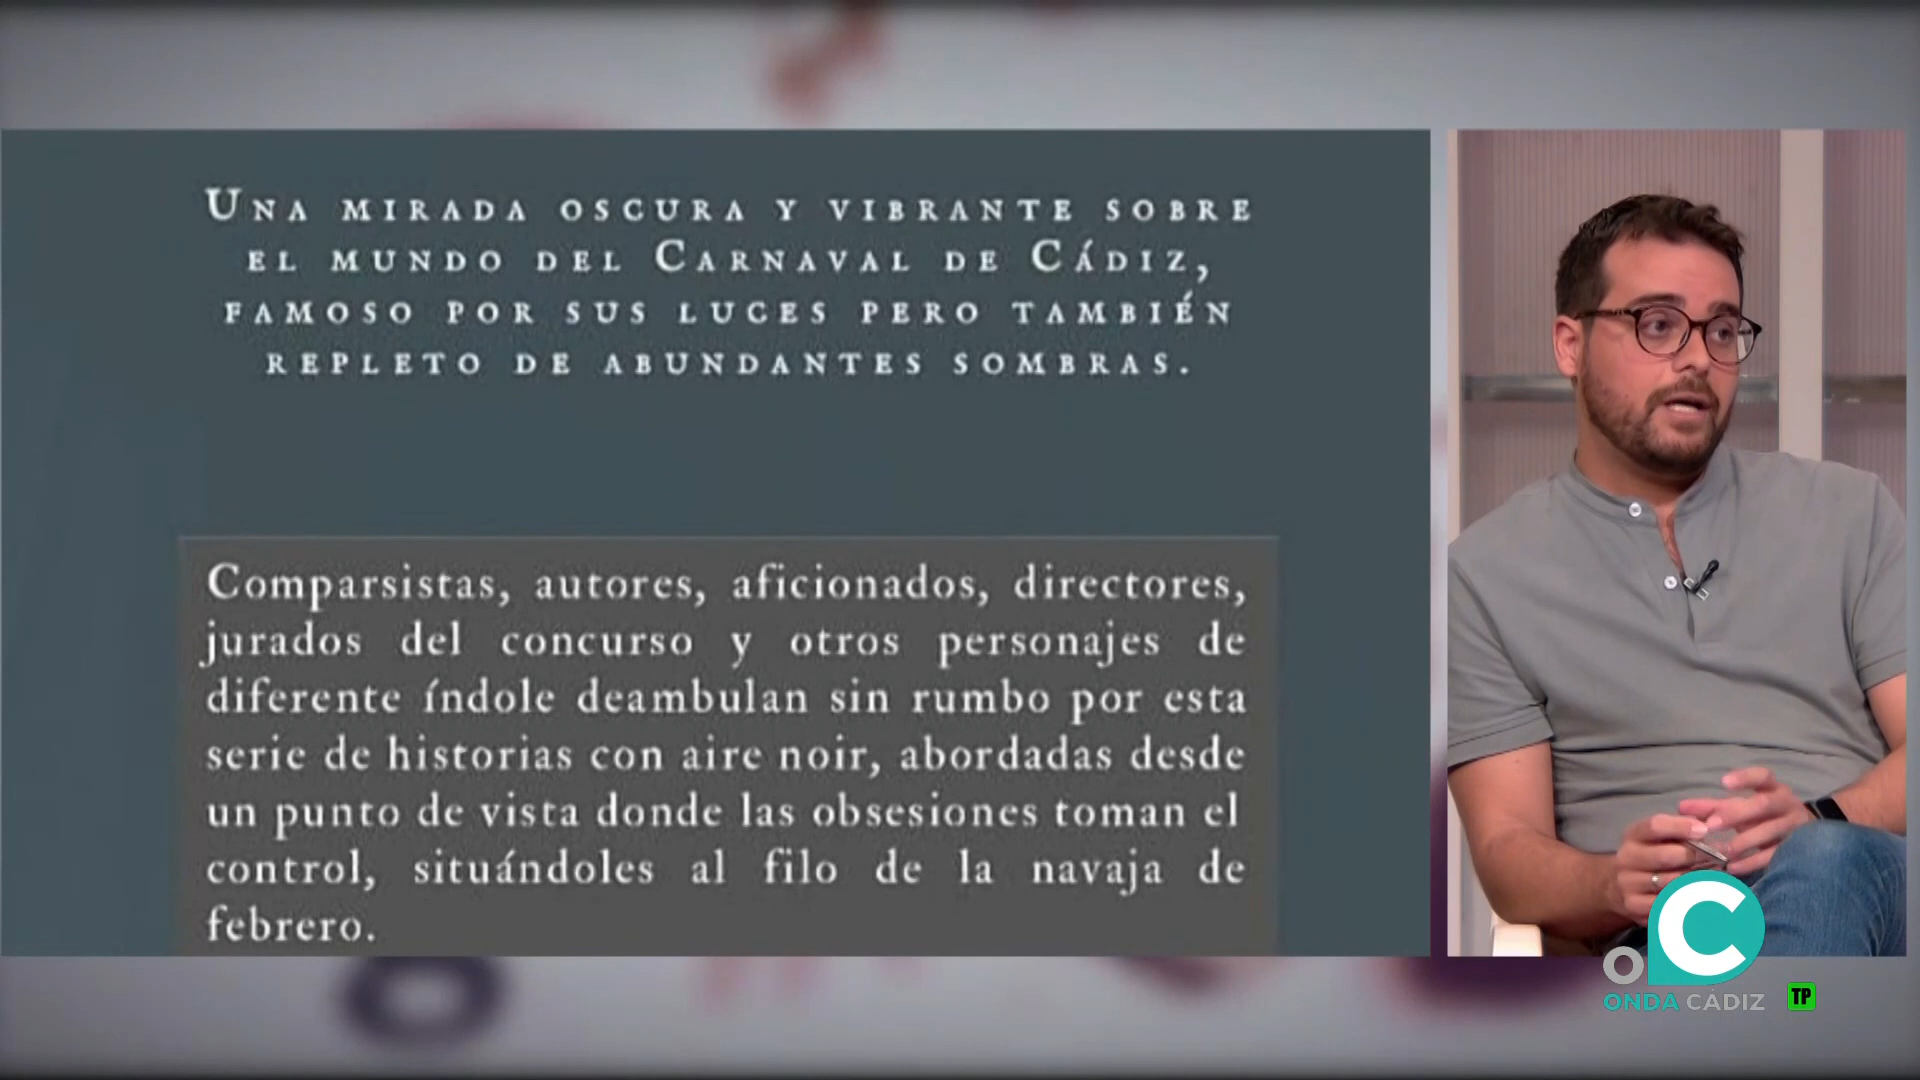 Una mirada oscura y vibrante sobre
el mundo del Carnaval de Cádiz,
famoso por sus luces pero también
repleto de abundantes sombras.
Comparsistas, autores, aficionados, directores,
jurados del concurso y otros personajes de
diferente índole deambulan sin rumbo por esta
serie de historias con aire noir, abordadas desde
un punto de vista donde las obsesiones toman el
control, situándoles al filo de la navaja de
febrero.
OC
ONDA CÁDIZ
TP